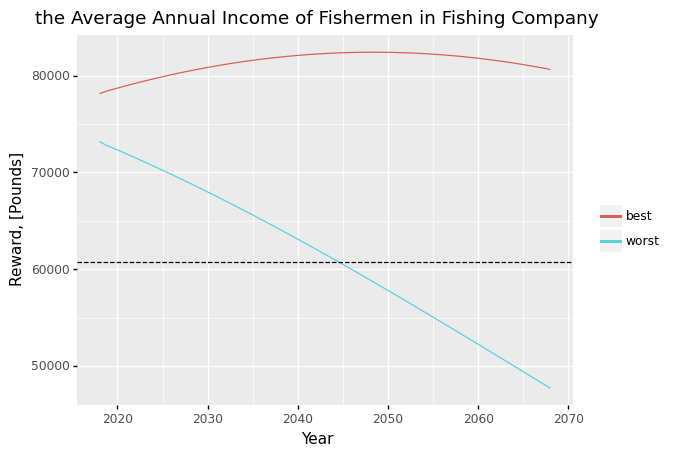 the Average Annual Income of Fishermen in Fishing Company
80000
70000
60000
50000
Reward, [Pounds]
2020 2030 2040 2050 2060 2070
Year
best
worst